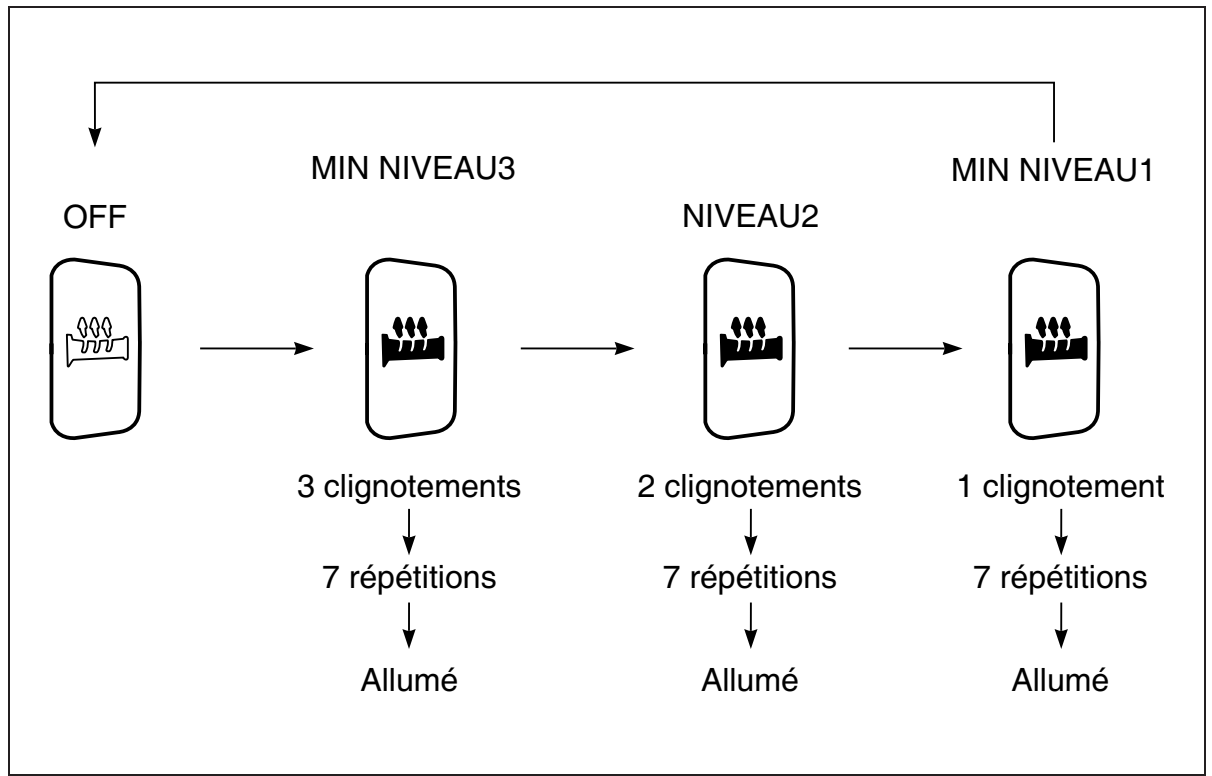 MIN NIVEAU3
MIN NIVEAU1
OFF
NIVEAU2
3 clignotements
2 clignotements
1 clignotement
7 répétitions
7 répétitions
7 répétitions
Allumé
Allumé
Allumé